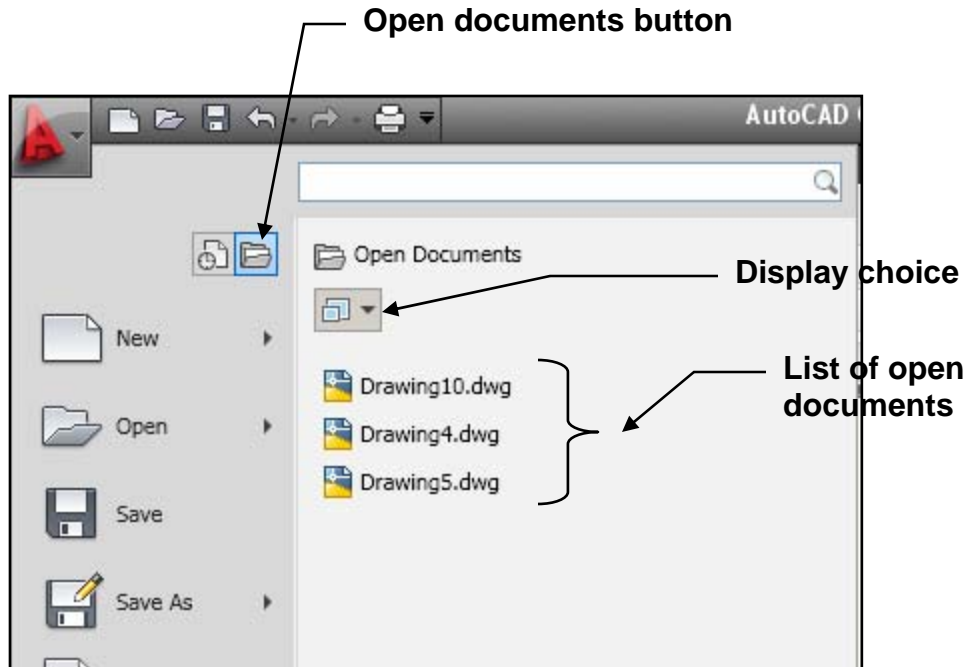 Open documents button
AutoCAD
Open Documents
Display choice
New
List of open
documents
Drawing10.dwg
Open
Drawing4.dwg
Drawing5.dwg
Save
Save As